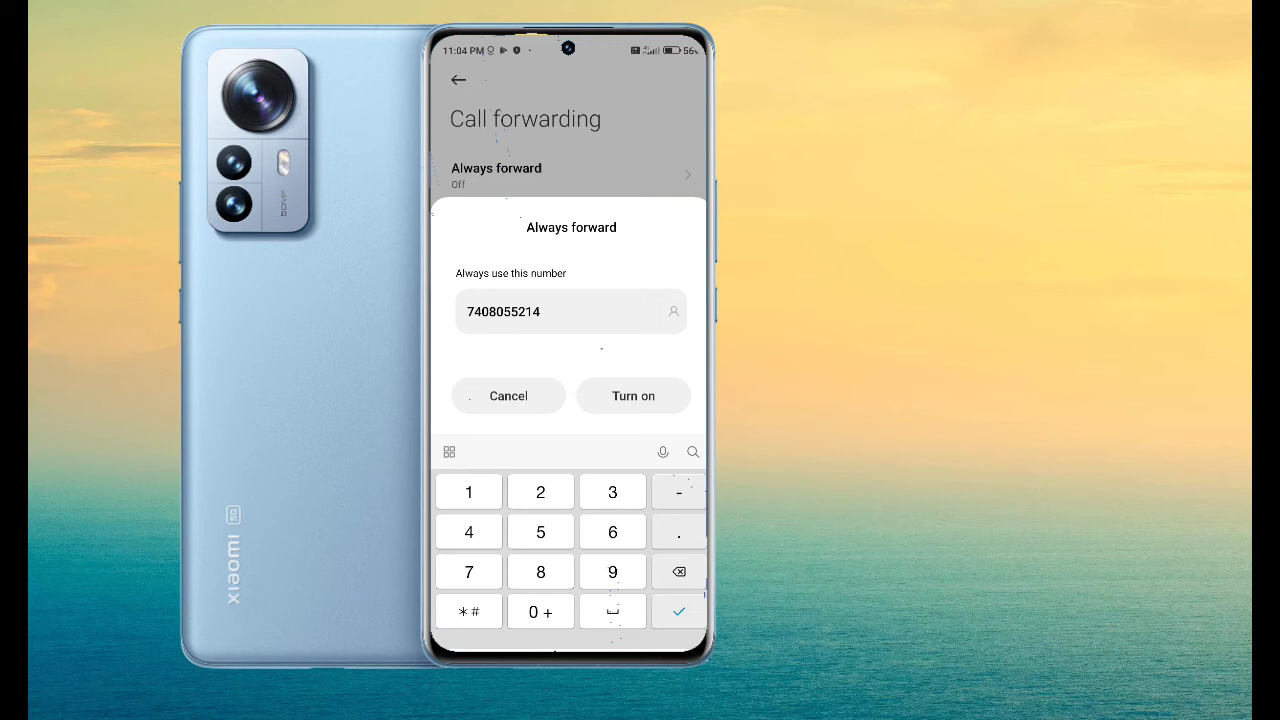 50MP
xiaomi 5G
11:04 PM 56%
Call forwarding
Always forward
Off
Always forward
Always use this number
7408055214
Cancel Turn on
1 2 3 -
4 5 6 .
7 8 9
*# 0 +